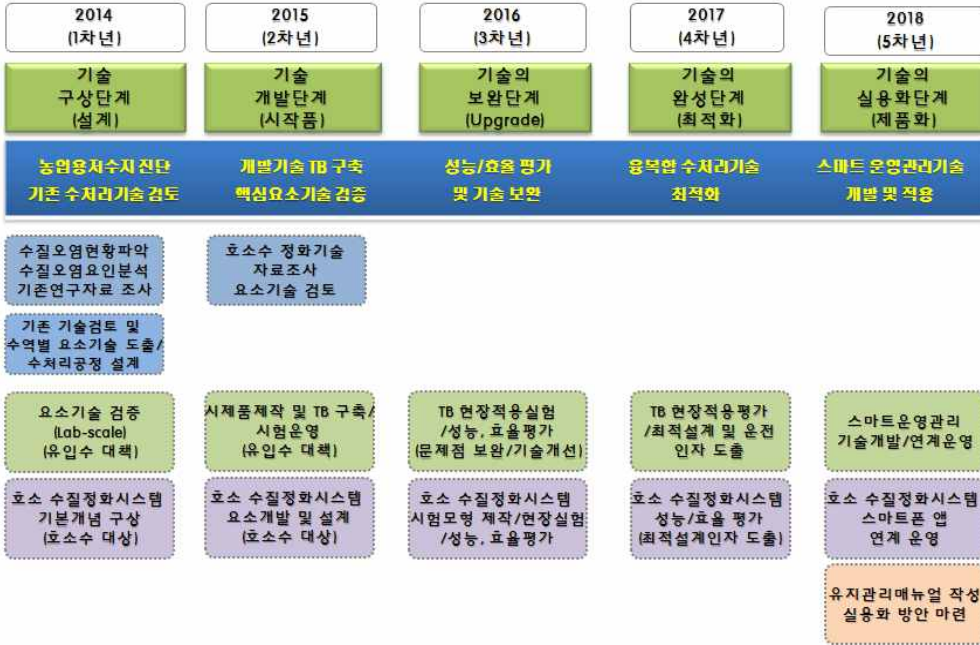 2014
(1차년)
2015
(2차년)
2016
(3차년)
2017
(4차년)
2018
(5차년)
기술
구상단계
(설계)
기술
개발단계
(시작품)
기술의
보완단계
(Upgrade)
기술의
완성단계
(최적화)
기술의
실용화단계
(제품화)
농업용저수지 진단
기존 수처리기술 검토
개발기술 TB 구축
핵심요소기술 검증
성능/효율 평가
및 기술 보완
융복합 수처리기술
최적화
스마트 운영관리기술
개발 및 적용
수질오염현황파악
수질오염요인분석
기존연구자료 조사
호소수 정화기술
자료조사
요소기술 검토
기존 기술검토 및
수역별 요소기술 도출/
수처리공정 설계
요소기술 검증
(Lab-scale)
(유입수 대책)
시제품제작 및 TB 구축/
시험운영
(유입수 대책)
TB 현장적용실험
/성능, 효율평가
(문제점 보완/기술개선)
TB 현장적용평가
/최적설계 및 운전
인자 도출
스마트운영관리
기술개발/연계운영
호소 수질정화시스템
기본개념 구상
(호소수 대상)
호소 수질정화시스템
요소개발 및 설계
(호소수 대상)
호소 수질정화시스템
시험모형 제작/현장실험
/성능, 효율평가
호소 수질정화시스템
성능/효율 평가
(최적설계인자 도출)
호소 수질정화시스템
스마트폰 앱
연계 운영
유지관리매뉴얼 작성
실용화 방안 마련